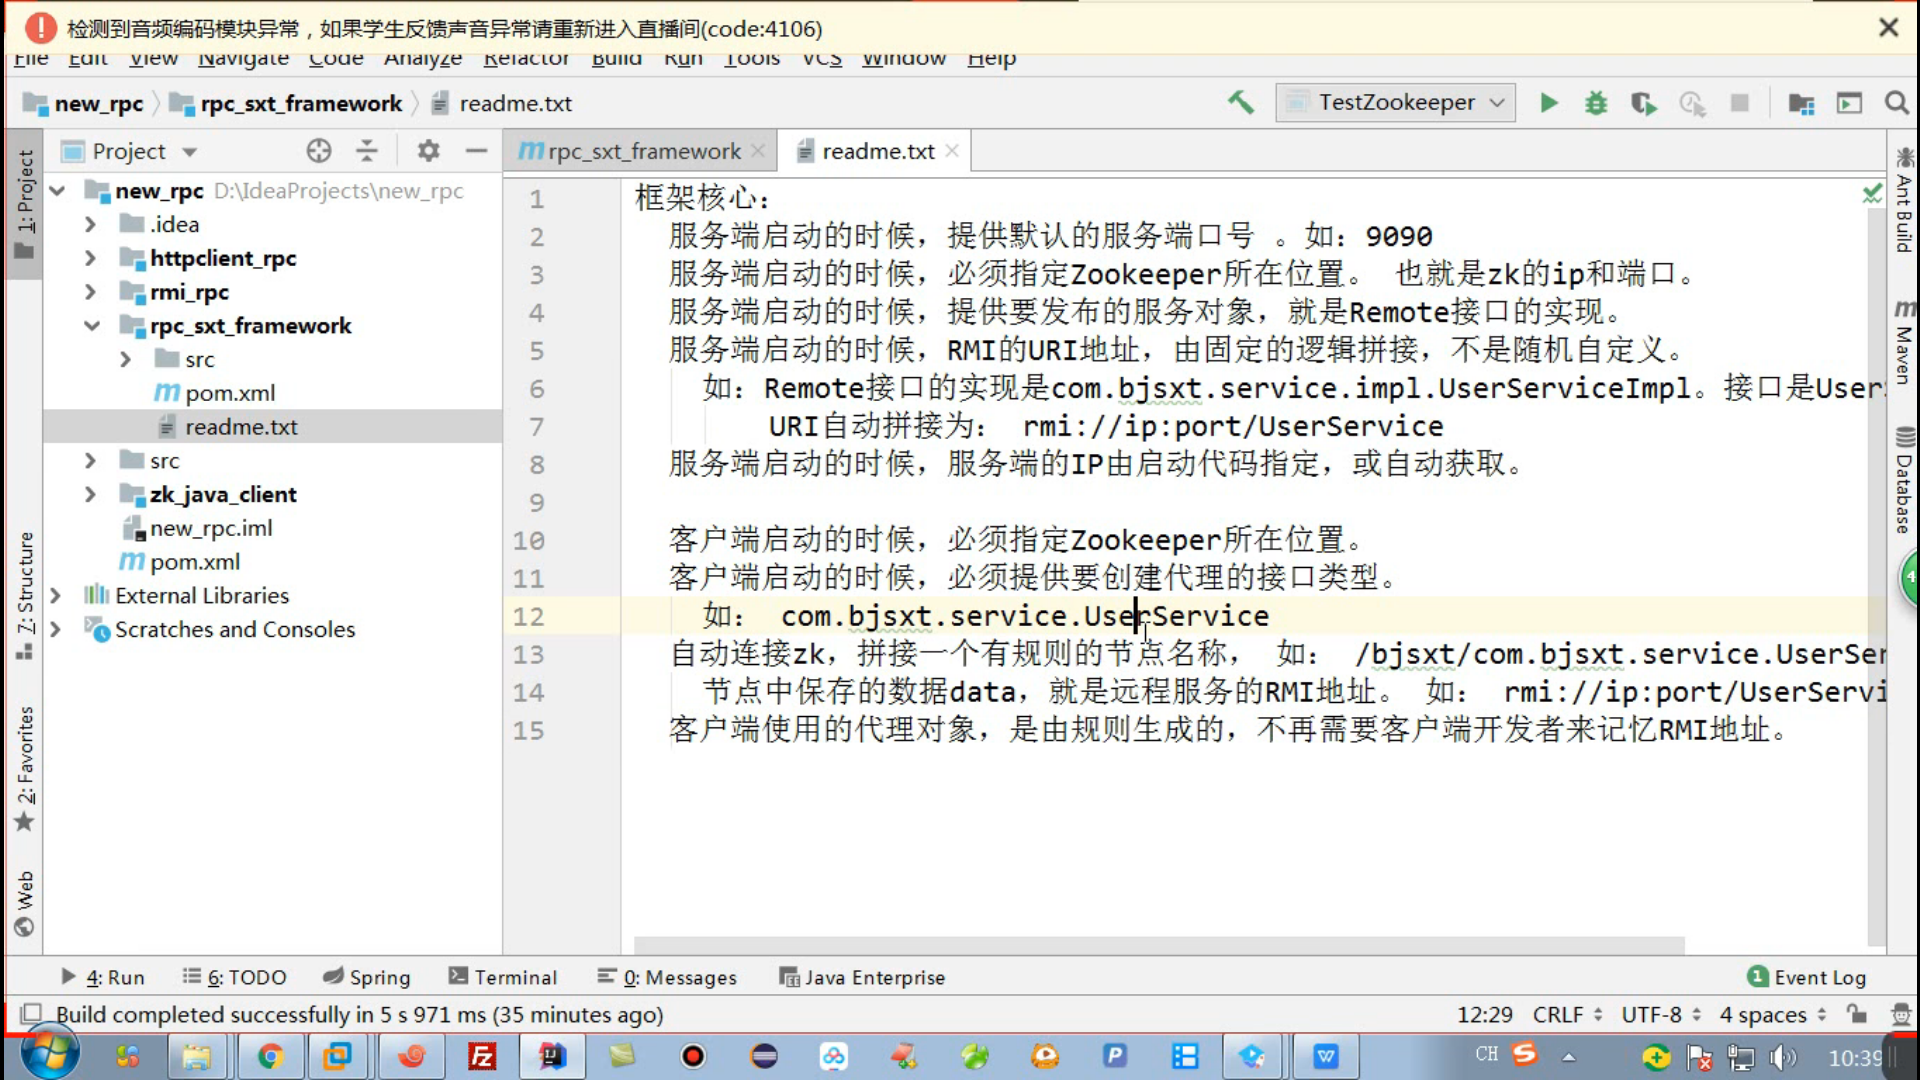 检测到音频编码模块异常，如果学生反馈声音异常请重新进入直播间(code:4106)
File Edit View Navigate Code Analyze Refactor Build Run Tools VCS Window Help
new_rpc rpc_sxt_framework readme.txt
TestZookeeper
Project
rpc_sxt_framework
readme.txt
new_rpc D:\IdeaProjects\new_rpc
.idea
httpclient_rpc
rmi_rpc
rpc_sxt_framework
src
pom.xml
readme.txt
src
zk_java_client
new_rpc.iml
pom.xml
External Libraries
Scratches and Consoles
1: Project
7: Structure
2: Favorites
Web
1 框架核心：
2 服务端启动的时候，提供默认的服务端口号 。如：9090
3 服务端启动的时候，必须指定Zookeeper所在位置。 也就是zk的ip和端口。
4 服务端启动的时候，提供要发布的服务对象，就是Remote接口的实现。
5 服务端启动的时候，RMI的URI地址，由固定的逻辑拼接，不是随机自定义。
6 如：Remote接口的实现是com.bjsxt.service.impl.UserServiceImpl。接口是User
7 URI自动拼接为： rmi://ip:port/UserService
8 服务端启动的时候，服务端的IP由启动代码指定，或自动获取。
9
10 客户端启动的时候，必须指定Zookeeper所在位置。
11 客户端启动的时候，必须提供要创建代理的接口类型。
12 如： com.bjsxt.service.UserService
13 自动连接zk，拼接一个有规则的节点名称， 如： /bjsxt/com.bjsxt.service.UserSer
14 节点中保存的数据data，就是远程服务的RMI地址。 如： rmi://ip:port/UserServi
15 客户端使用的代理对象，是由规则生成的，不再需要客户端开发者来记忆RMI地址。
Ant Build
Maven
Database
4
4: Run 6: TODO Spring Terminal 0: Messages Java Enterprise 1 Event Log
Build completed successfully in 5 s 971 ms (35 minutes ago) 12:29 CRLF UTF-8 4 spaces
CH 10:39